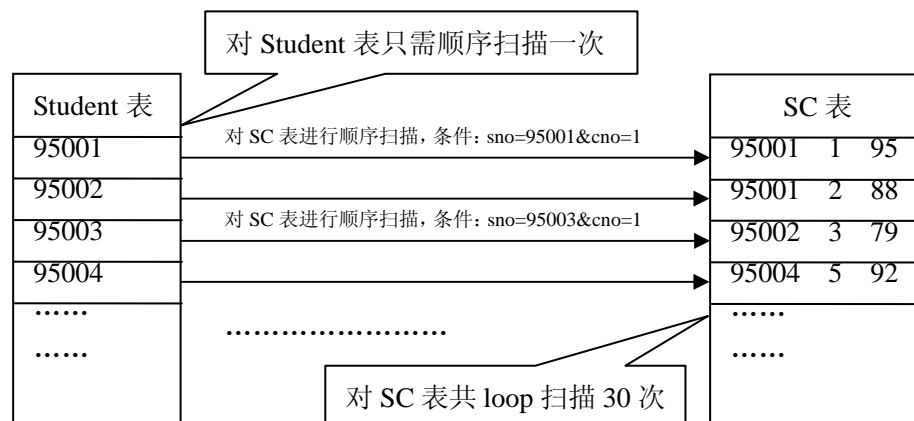 对 Student 表只需顺序扫描一次
Student 表
SC 表
95001
对 SC 表进行顺序扫描，条件：sno=95001&cno=1
95001 1 95
95002
95001 2 88
95003
对 SC 表进行顺序扫描，条件：sno=95003&cno=1
95002 3 79
95004
95004 5 92
……
……
……
……………………
……
对 SC 表共 loop 扫描 30 次